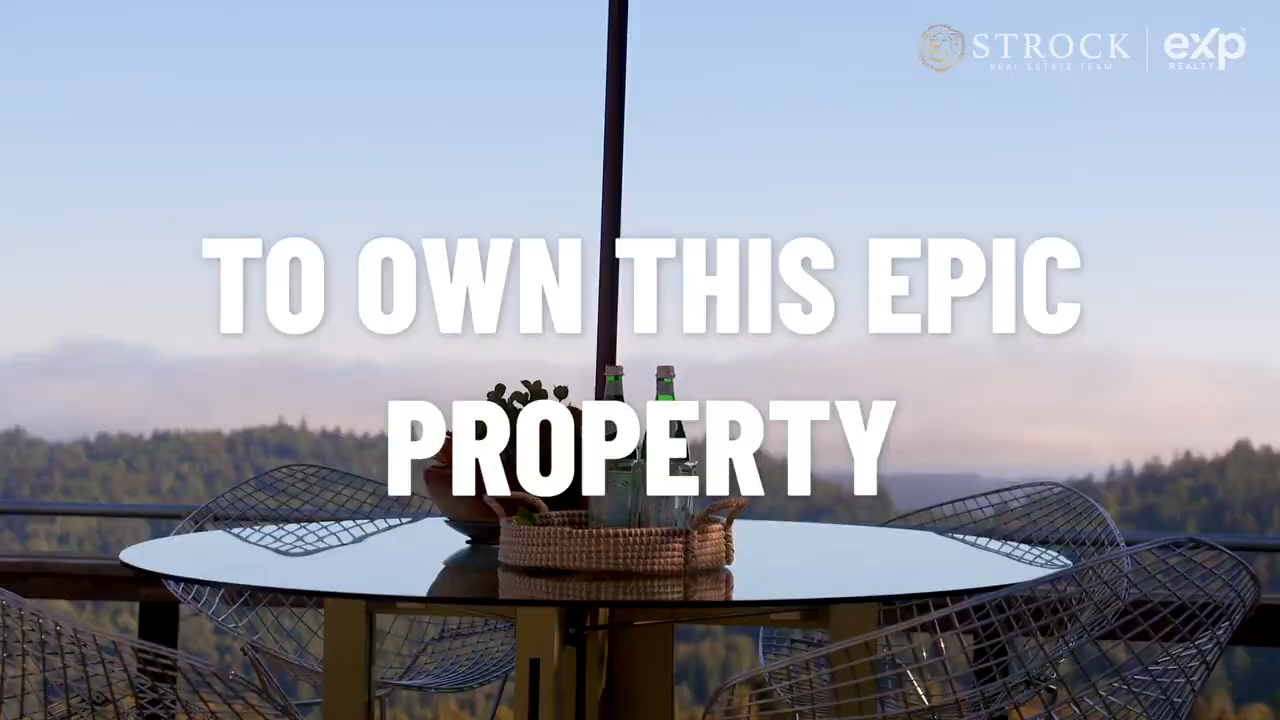 STROCK
REAL ESTATE TEAM
eXp
REALTY
TO OWN THIS EPIC
PROPERTY